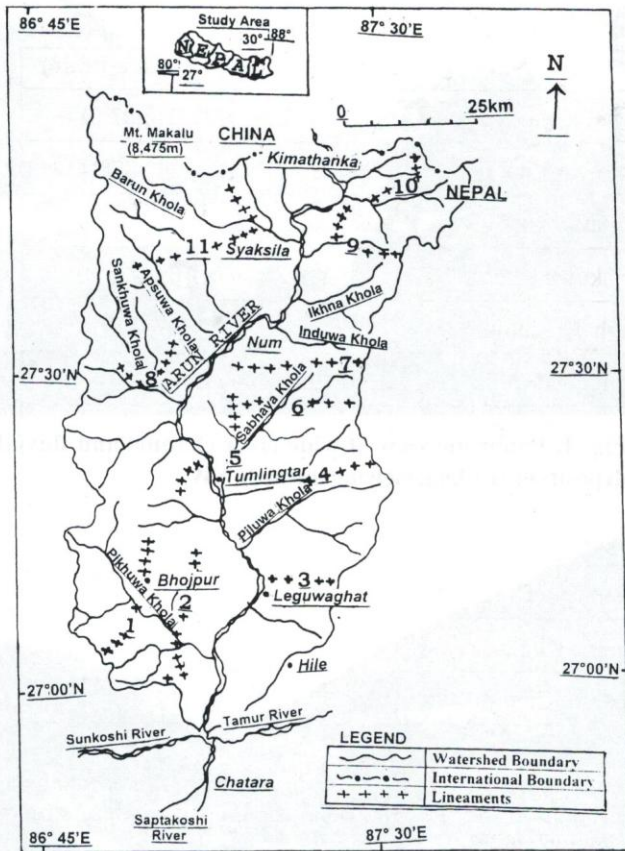 86° 45'E
87° 30'E
Study Area
88°
30°
NEPAL
80°
27°
N
0 25km
Mt. Makalu
(8,475m)
CHINA
Kimathanka
Barun Khola
10
NEPAL
11
Syaksila
9
Sankhuwa Khola
Apsuwa Khola
ARUN RIVER
Ikhna Khola
Induwa Khola
Num
27°30'N
27°30'N
8
7
Sabhaya Khola
6
5
Tumlingtar
4
Piluwa Khola
Pikhuwa Khola
Bhojpur
3
Leguwaghat
2
1
Hile
27°00'N
27°00'N
Sunkoshi River
Tamur River
Chatara
Saptakoshi
River
LEGEND
Watershed Boundary
International Boundary
Lineaments
86° 45'E
87° 30'E